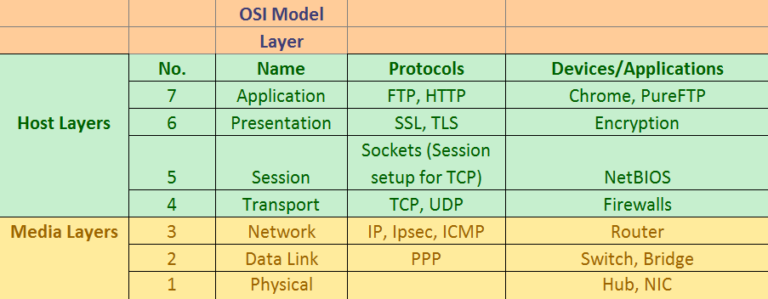 OSI Model
Layer
No. Name Protocols Devices/Applications
7 Application FTP, HTTP Chrome, PureFTP
Host Layers 6 Presentation SSL, TLS Encryption
Sockets (Session
5 Session setup for TCP) NetBIOS
4 Transport TCP, UDP Firewalls
Media Layers 3 Network IP, Ipsec, ICMP Router
2 Data Link PPP Switch, Bridge
1 Physical Hub, NIC